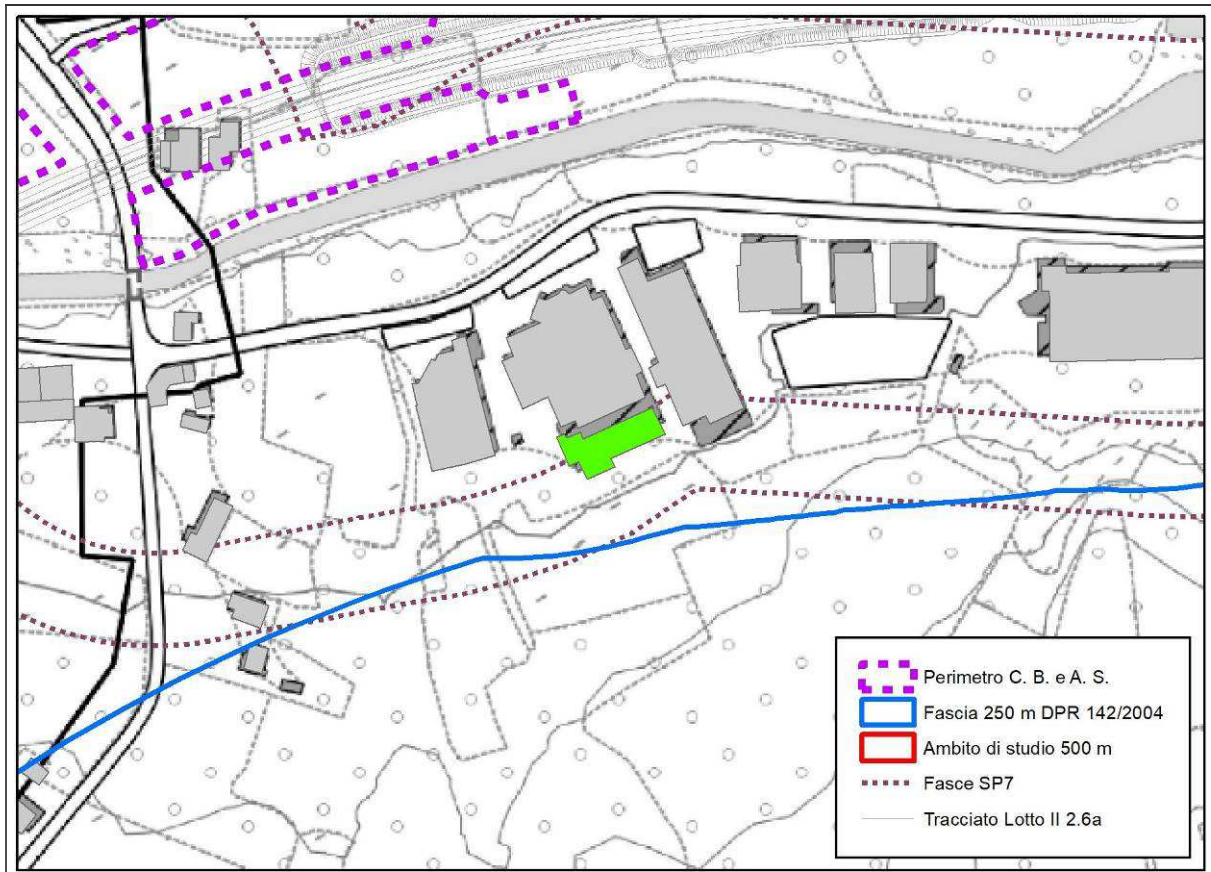 Perimetro C. B. e A. S.
Fascia 250 m DPR 142/2004
Ambito di studio 500 m
Fasce SP7
Tracciato Lotto II 2.6a